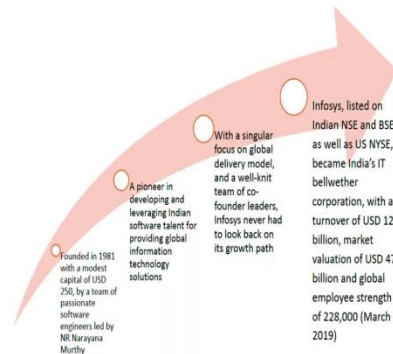 Founded in 1981
with a modest
capital of USD
250, by a team of
passionate
software
engineers led by
NR Narayana
Murthy
A pioneer in
developing and
leveraging Indian
software talent for
providing global
information
technology
solutions
With a singular
focus on global
delivery model,
and a well-knit
team of co-
founder leaders,
Infosys never had
to look back on
its growth path
Infosys, listed on
Indian NSE and BSE
as well as US NYSE,
became India's IT
bellwether
corporation, with a
turnover of USD 12
billion, market
valuation of USD 47
billion and global
employee strength
of 228,000 (March
2019)